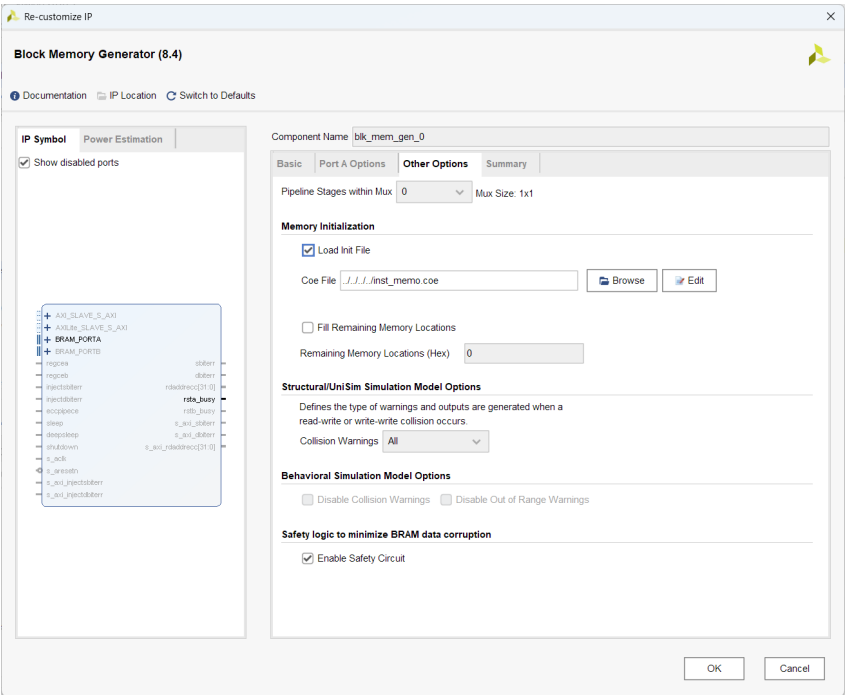 Re-customize IP
Block Memory Generator (8.4)
Documentation IP Location Switch to Defaults
IP Symbol Power Estimation
Show disabled ports
+ AXI_SLAVE_S_AXI
+ AXILite_SLAVE_S_AXI
+ BRAM_PORTA
+ BRAM_PORTB
regcea sbiterr
regceb dbiterr
injectsbiterr rdaddrecc[31:0]
injectdbiterr rsta_busy
eccpipece rstb_busy
sleep s_axi_sbiterr
deepsleep s_axi_dbiterr
shutdown s_axi_rdaddrecc[31:0]
s_aclk
s_aresetn
s_axi_injectsbiterr
s_axi_injectdbiterr
Component Name blk_mem_gen_0
Basic Port A Options Other Options Summary
Pipeline Stages within Mux 0 Mux Size: 1x1
Memory Initialization
Load Init File
Coe File ../../../../inst_memo.coe Browse Edit
Fill Remaining Memory Locations
Remaining Memory Locations (Hex) 0
Structural/UniSim Simulation Model Options
Defines the type of warnings and outputs are generated when a
read-write or write-write collision occurs.
Collision Warnings All
Behavioral Simulation Model Options
Disable Collision Warnings Disable Out of Range Warnings
Safety logic to minimize BRAM data corruption
Enable Safety Circuit
OK Cancel